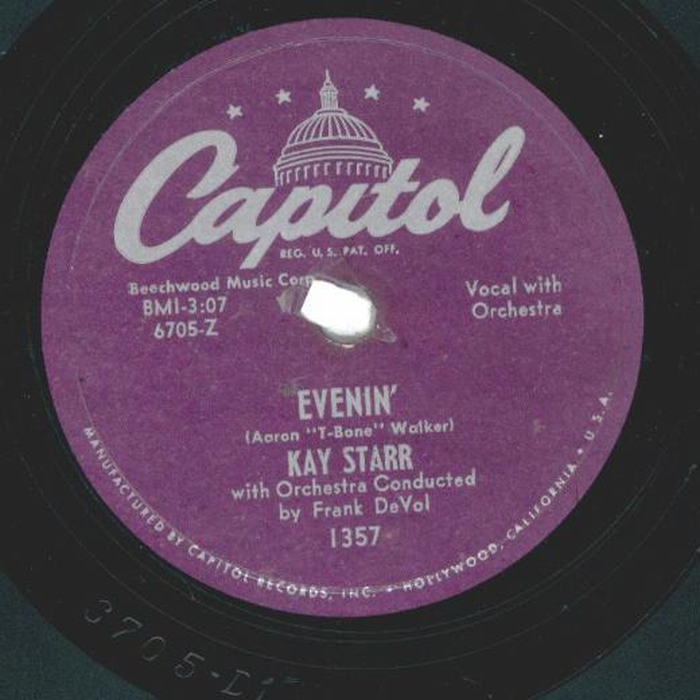 Capitol
REG. U.S. PAT. OFF.
Beechwood Music Corp
BMI-3:07
6705-Z
Vocal with
Orchestra
EVENIN'
(Aaron "T-Bone" Walker)
KAY STARR
with Orchestra Conducted
by Frank DeVol
1357
MANUFACTURED BY CAPITOL RECORDS, INC. • HOLLYWOOD, CALIFORNIA • U.S.A.